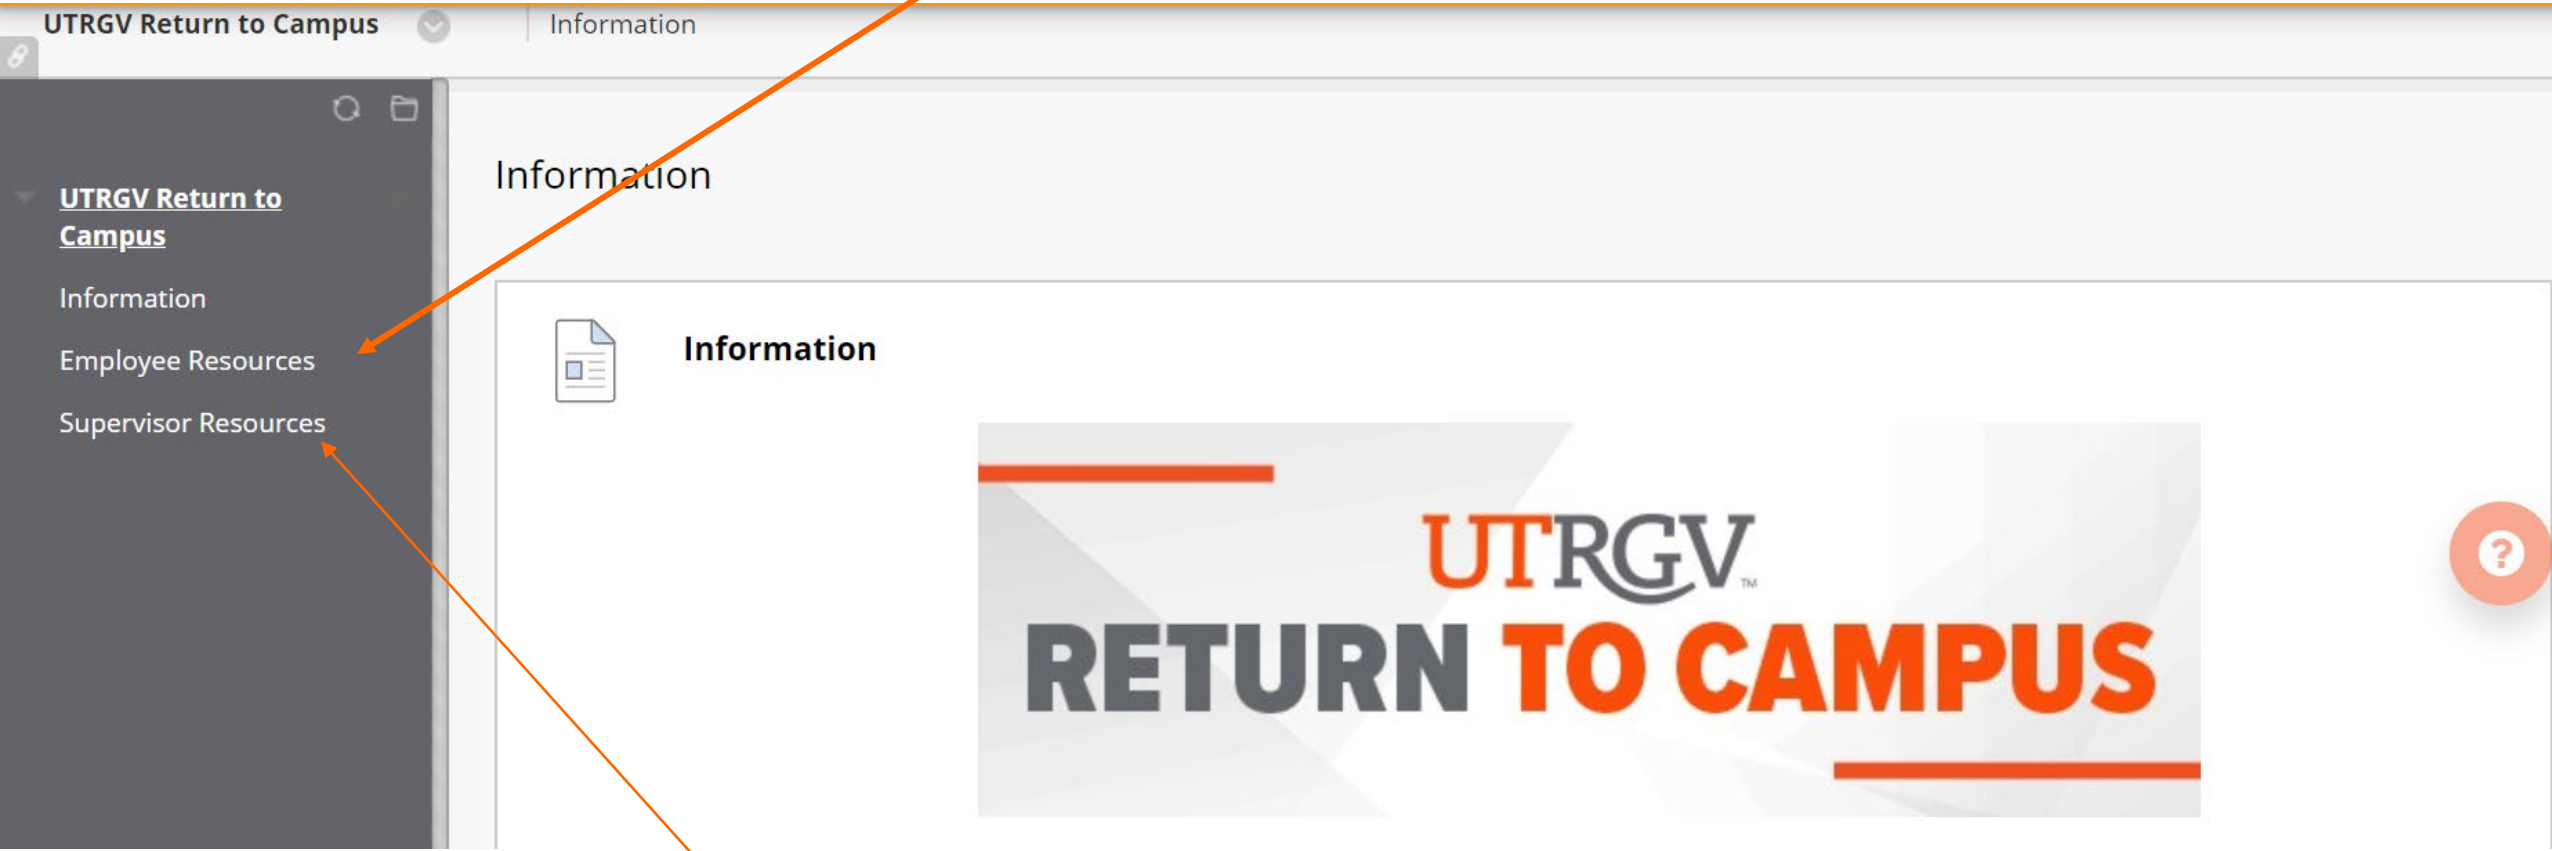 UTRGV Return to Campus
Information
UTRGV Return to
Campus
Information
Employee Resources
Supervisor Resources
Information
Information
UTRGV™
RETURN TO CAMPUS
?